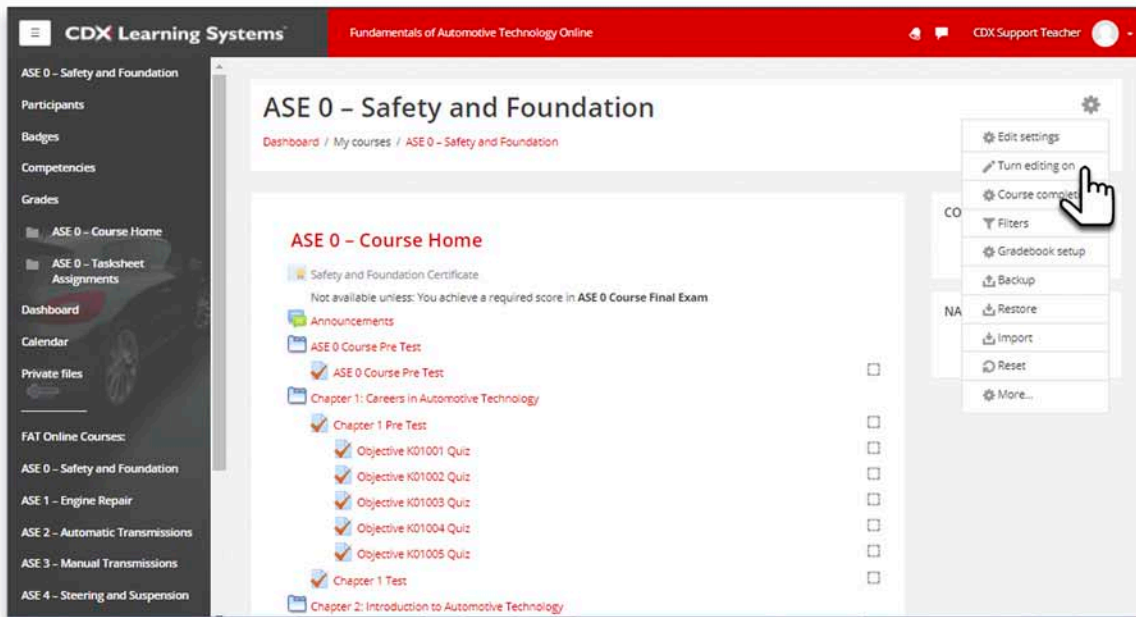 CDX Learning Systems™
Fundamentals of Automotive Technology Online
CDX Support Teacher
ASE 0 – Safety and Foundation
Participants
Badges
Competencies
Grades
ASE 0 – Course Home
ASE 0 – Tasksheet
Assignments
Dashboard
Calendar
Private files
FAT Online Courses:
ASE 0 – Safety and Foundation
ASE 1 – Engine Repair
ASE 2 – Automatic Transmissions
ASE 3 – Manual Transmissions
ASE 4 – Steering and Suspension
ASE 0 – Safety and Foundation
Dashboard / My courses / ASE 0 – Safety and Foundation
ASE 0 – Course Home
Safety and Foundation Certificate
Not available unless: You achieve a required score in ASE 0 Course Final Exam
Announcements
ASE 0 Course Pre Test
ASE 0 Course Pre Test
Chapter 1: Careers in Automotive Technology
Chapter 1 Pre Test
Objective K01001 Quiz
Objective K01002 Quiz
Objective K01003 Quiz
Objective K01004 Quiz
Objective K01005 Quiz
Chapter 1 Test
Chapter 2: Introduction to Automotive Technology
CO
NA
Edit settings
Turn editing on
Course complet
Filters
Gradebook setup
Backup
Restore
Import
Reset
More...